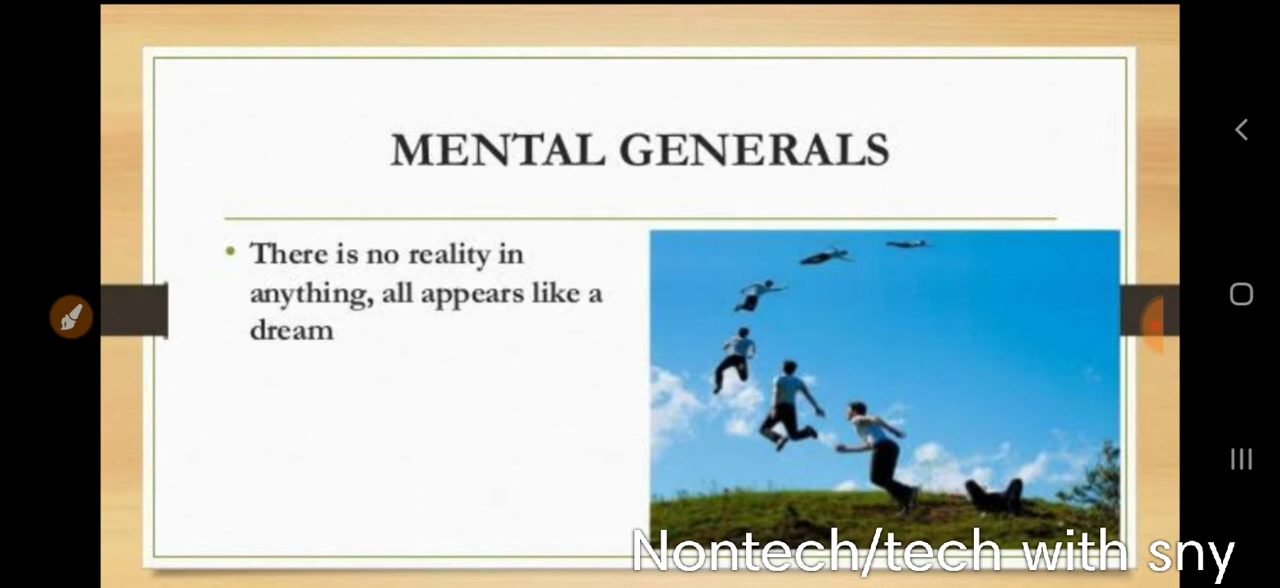 MENTAL GENERALS
• There is no reality in
anything, all appears like a
dream
Nontech/tech with sny